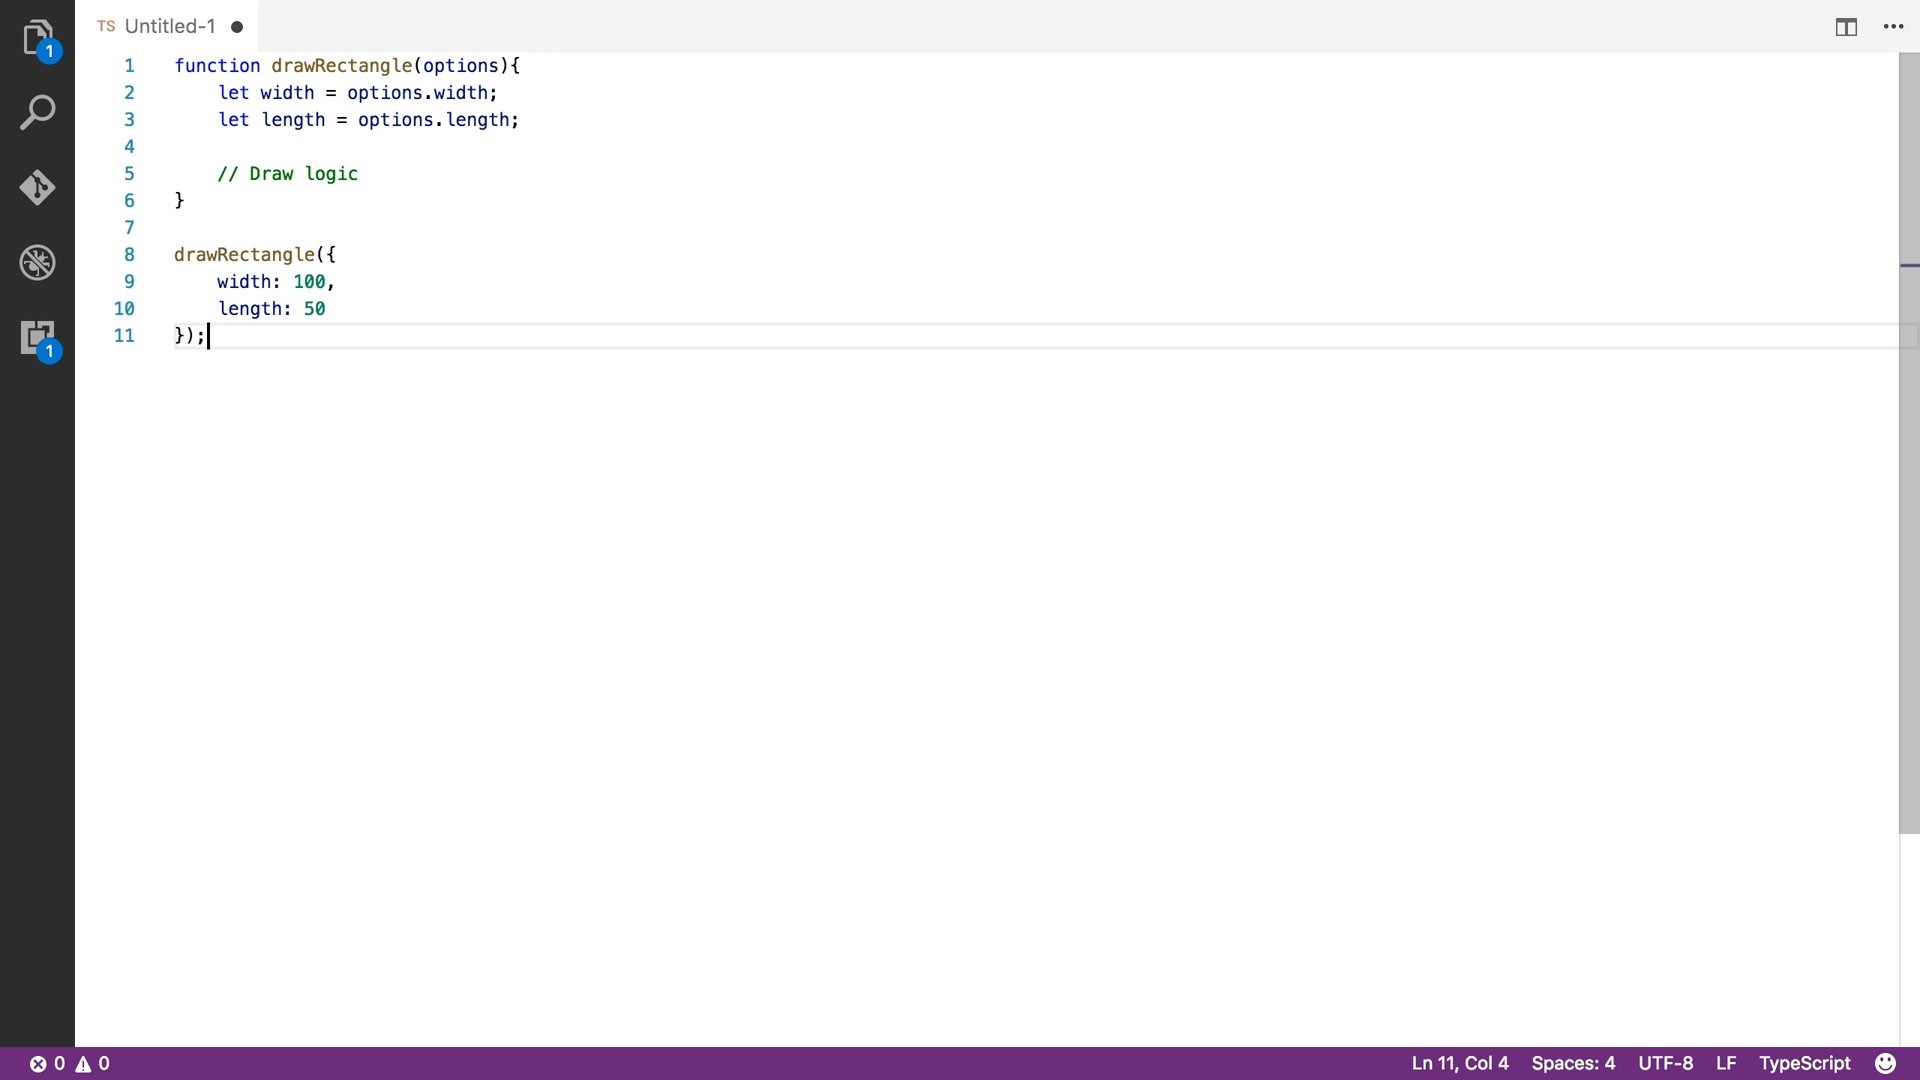 TS Untitled-1
1
1 function drawRectangle(options){
2 let width = options.width;
3 let length = options.length;
4
5 // Draw logic
6 }
7
8 drawRectangle({
9 width: 100,
10 length: 50
11 });
1
0 0 Ln 11, Col 4 Spaces: 4 UTF-8 LF TypeScript